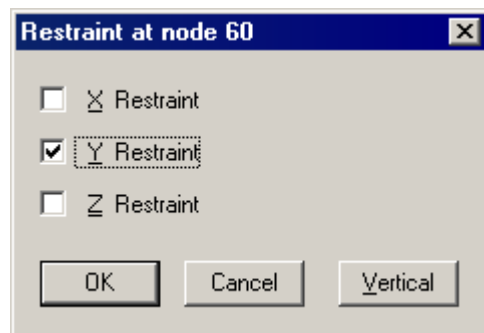 Restraint at node 60
X Restraint
Y Restraint
Z Restraint
OK Cancel Vertical